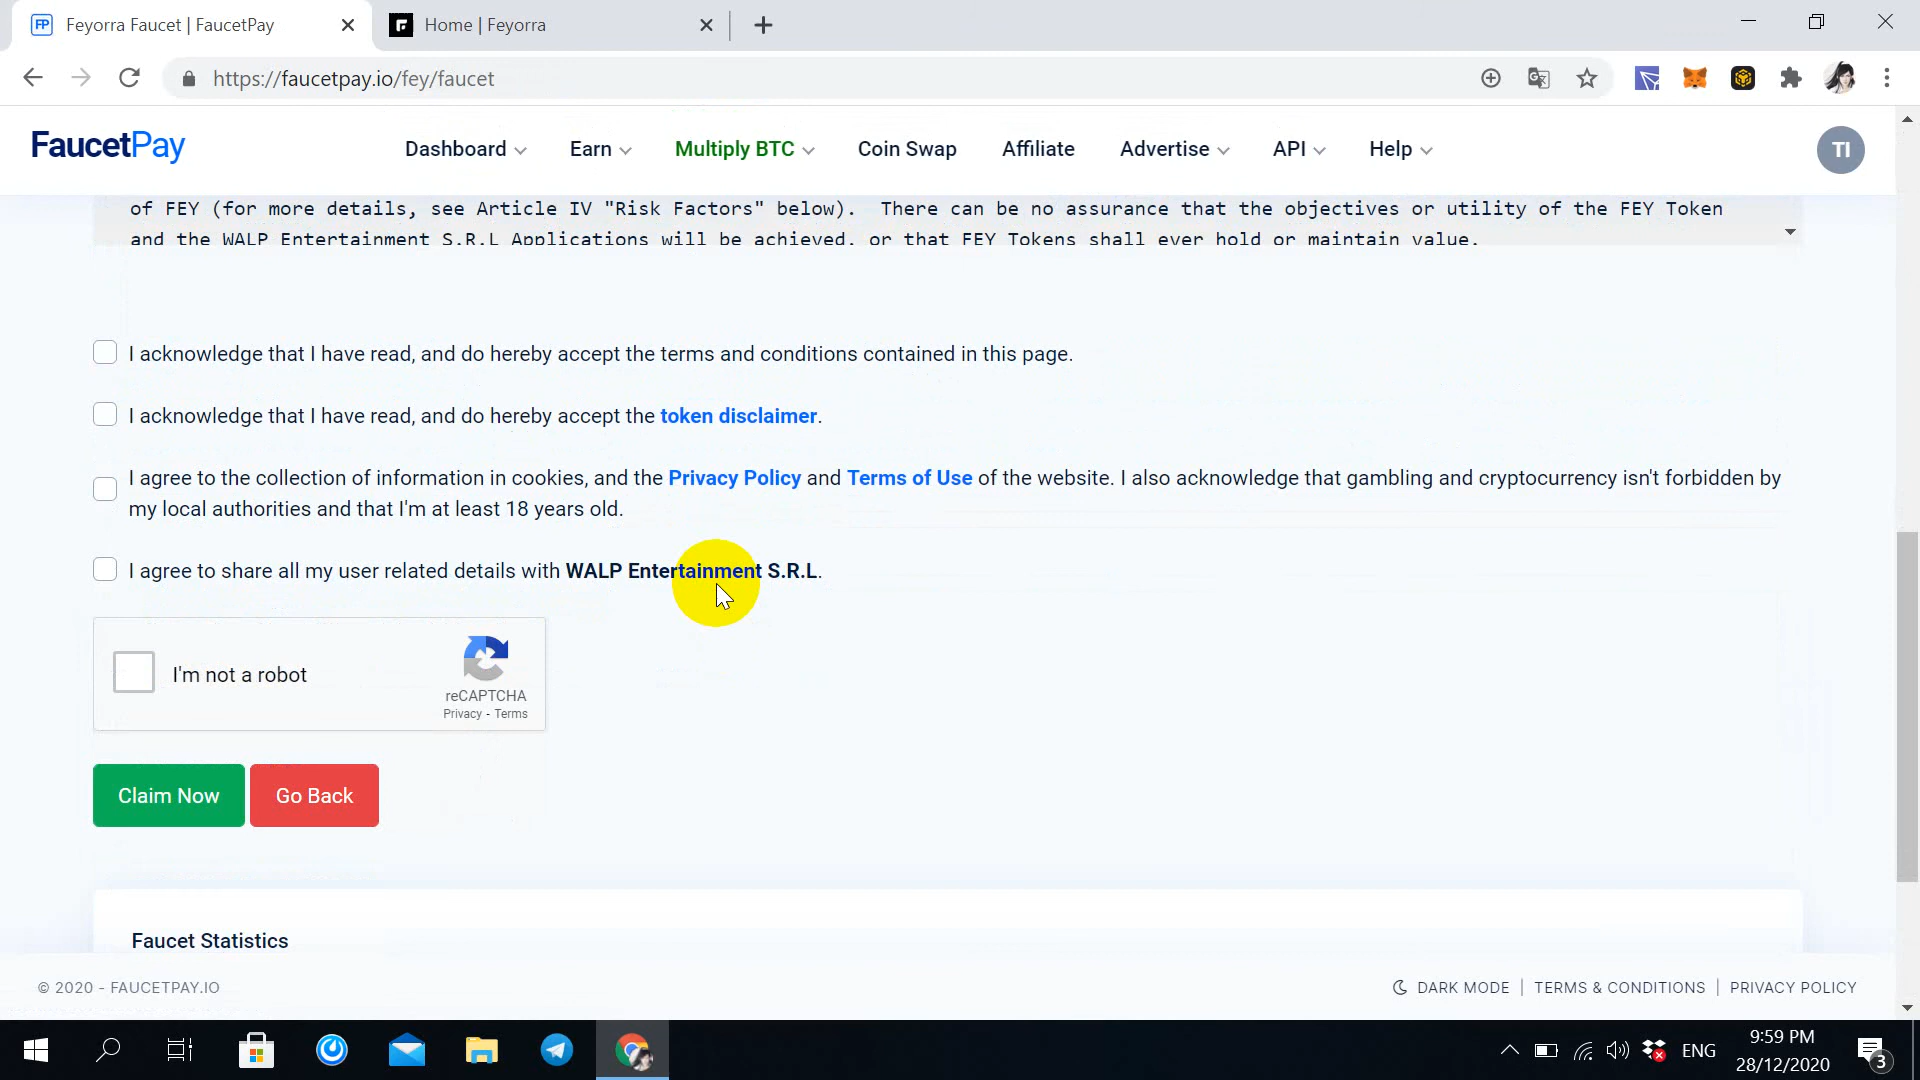 Feyorra Faucet | FaucetPay
Home | Feyorra
https://faucetpay.io/fey/faucet
FaucetPay
Dashboard
Earn
Multiply BTC
Coin Swap
Affiliate
Advertise
API
Help
TI
of FEY (for more details, see Article IV "Risk Factors" below).  There can be no assurance that the objectives or utility of the FEY Token
and the WALP Entertainment S.R.L Applications will be achieved, or that FEY Tokens shall ever hold or maintain value.
I acknowledge that I have read, and do hereby accept the terms and conditions contained in this page.
I acknowledge that I have read, and do hereby accept the token disclaimer.
I agree to the collection of information in cookies, and the Privacy Policy and Terms of Use of the website. I also acknowledge that gambling and cryptocurrency isn't forbidden by
my local authorities and that I'm at least 18 years old.
I agree to share all my user related details with WALP Entertainment S.R.L.
I'm not a robot
reCAPTCHA
Privacy - Terms
Claim Now
Go Back
Faucet Statistics
© 2020 - FAUCETPAY.IO
DARK MODE
TERMS & CONDITIONS
PRIVACY POLICY
ENG
9:59 PM
28/12/2020
3